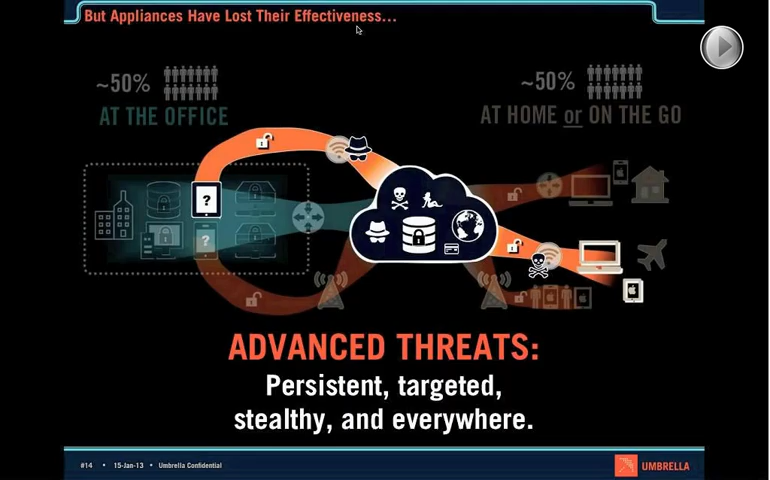 But Appliances Have Lost Their Effectiveness...
~50%
AT THE OFFICE
~50%
AT HOME or ON THE GO
?
?
ADVANCED THREATS:
Persistent, targeted,
stealthy, and everywhere.
#14 • 15-Jan-13 • Umbrella Confidential
UMBRELLA